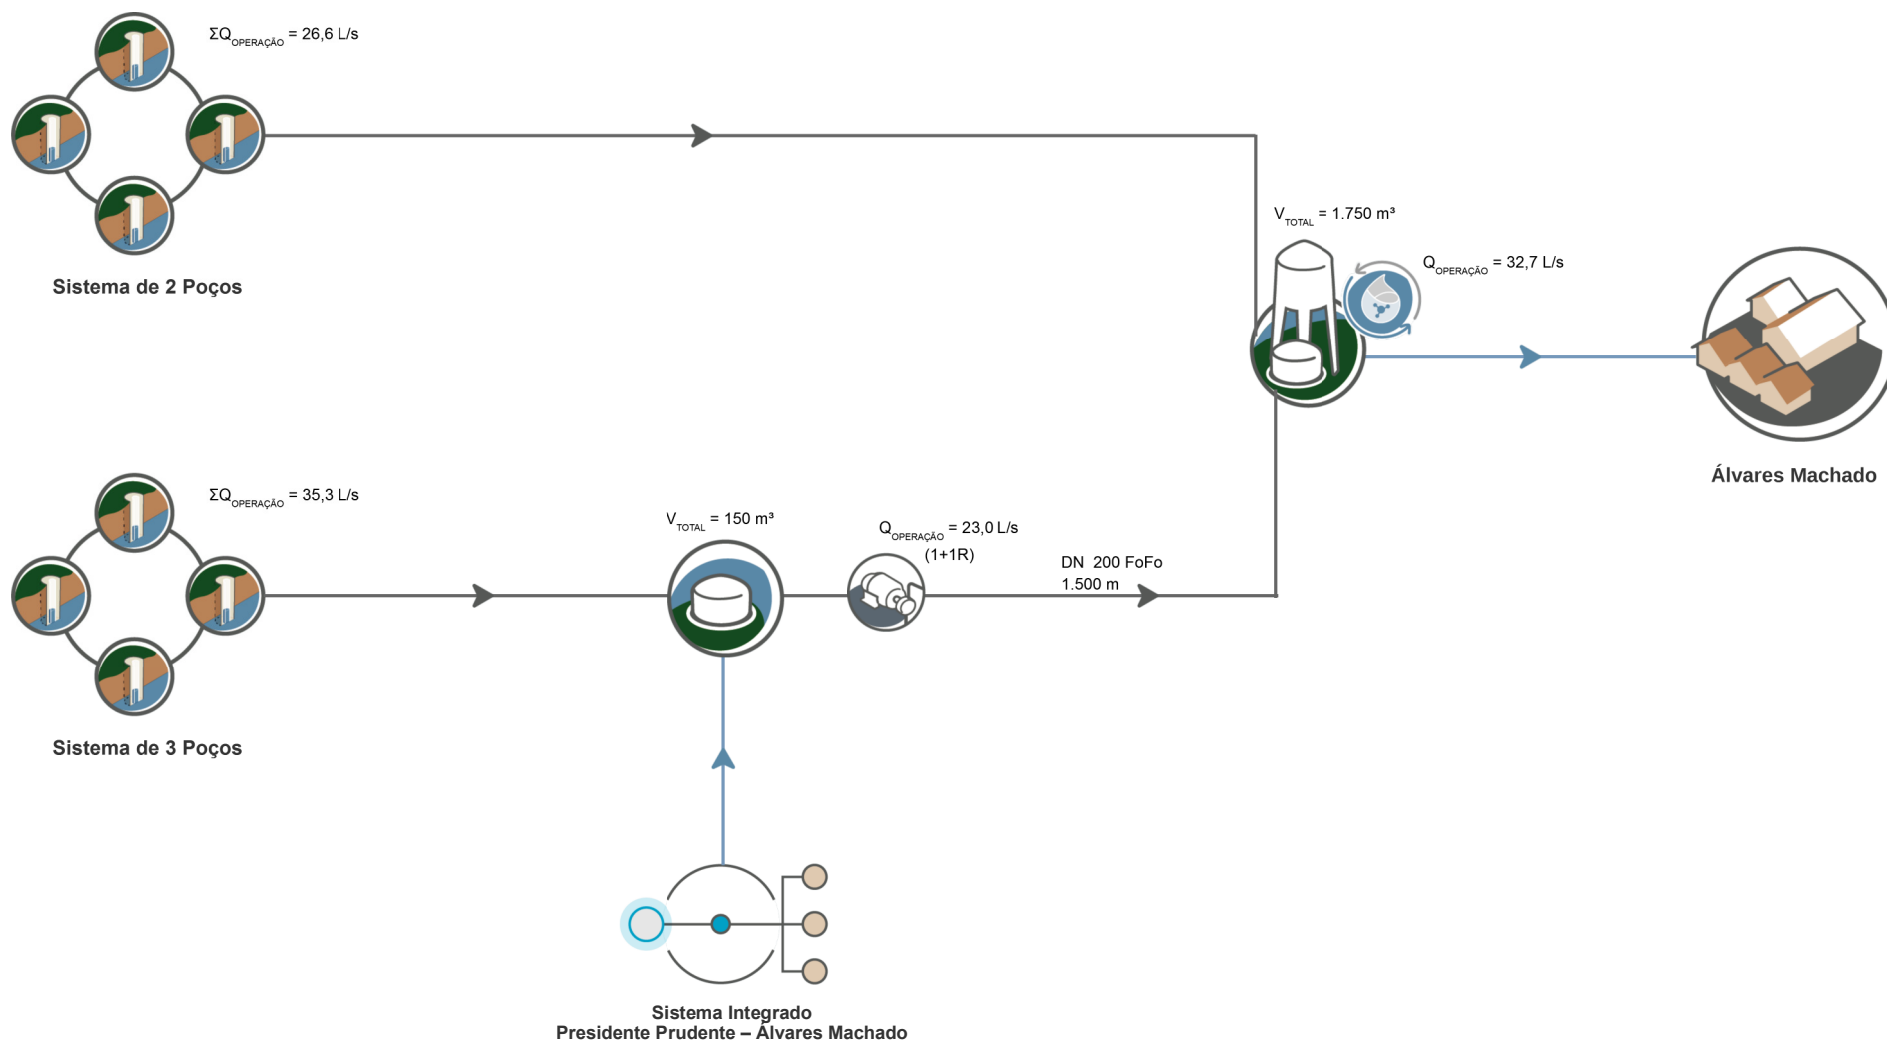 ΣQOPERAÇÃO = 26,6 L/s
Sistema de 2 Poços
VTOTAL = 1.750 m³
QOPERAÇÃO = 32,7 L/s
Álvares Machado
ΣQOPERAÇÃO = 35,3 L/s
Sistema de 3 Poços
VTOTAL = 150 m³
QOPERAÇÃO = 23,0 L/s
(1+1R)
DN 200 FoFo
1.500 m
Sistema Integrado
Presidente Prudente – Álvares Machado